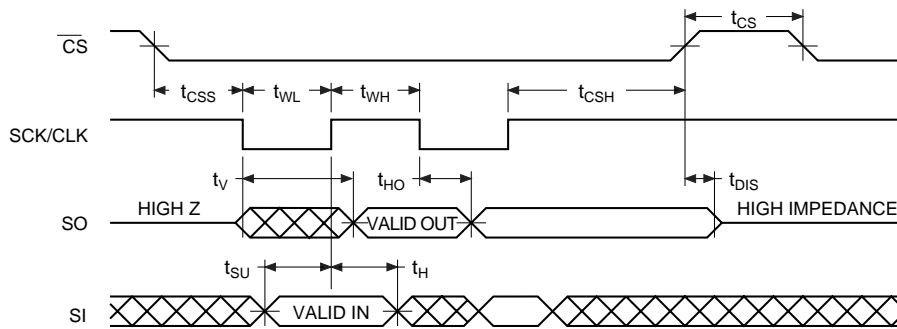 tCS
CS
tCSS tWL tWH tCSH
SCK/CLK
tV tHO tDIS
HIGH Z VALID OUT HIGH IMPEDANCE
SO
tSU tH
SI VALID IN